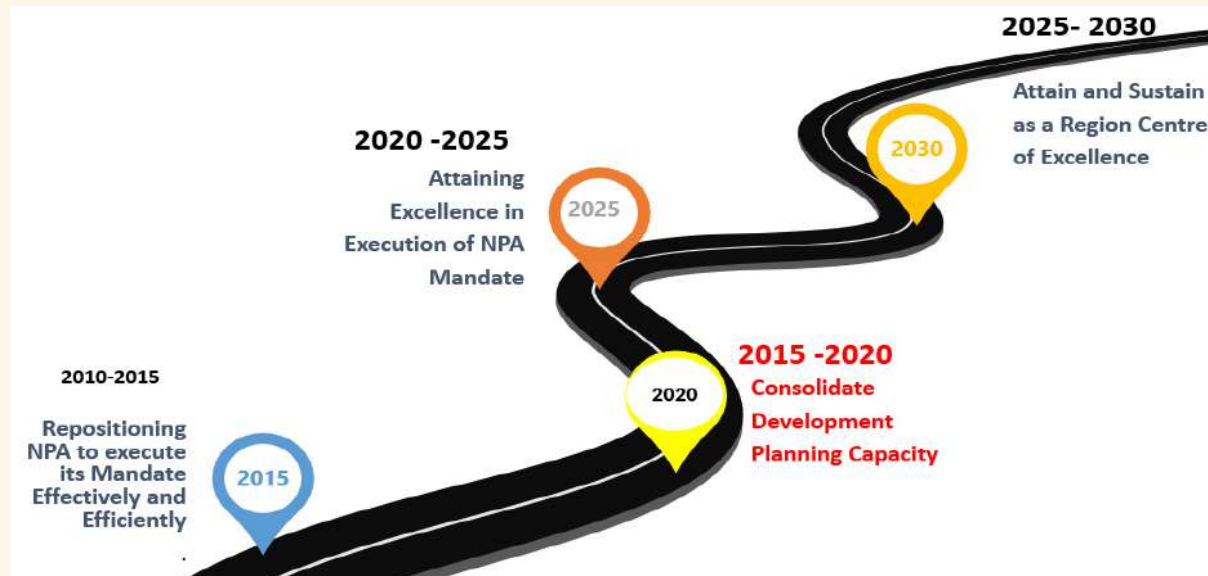 2025- 2030
Attain and Sustain
as a Region Centre
of Excellence
2030
2020 -2025
Attaining
Excellence in
Execution of NPA
Mandate
2025
2015 -2020
Consolidate
Development
Planning Capacity
2020
2010-2015
Repositioning
NPA to execute
its Mandate
Effectively and
Efficiently
.
2015